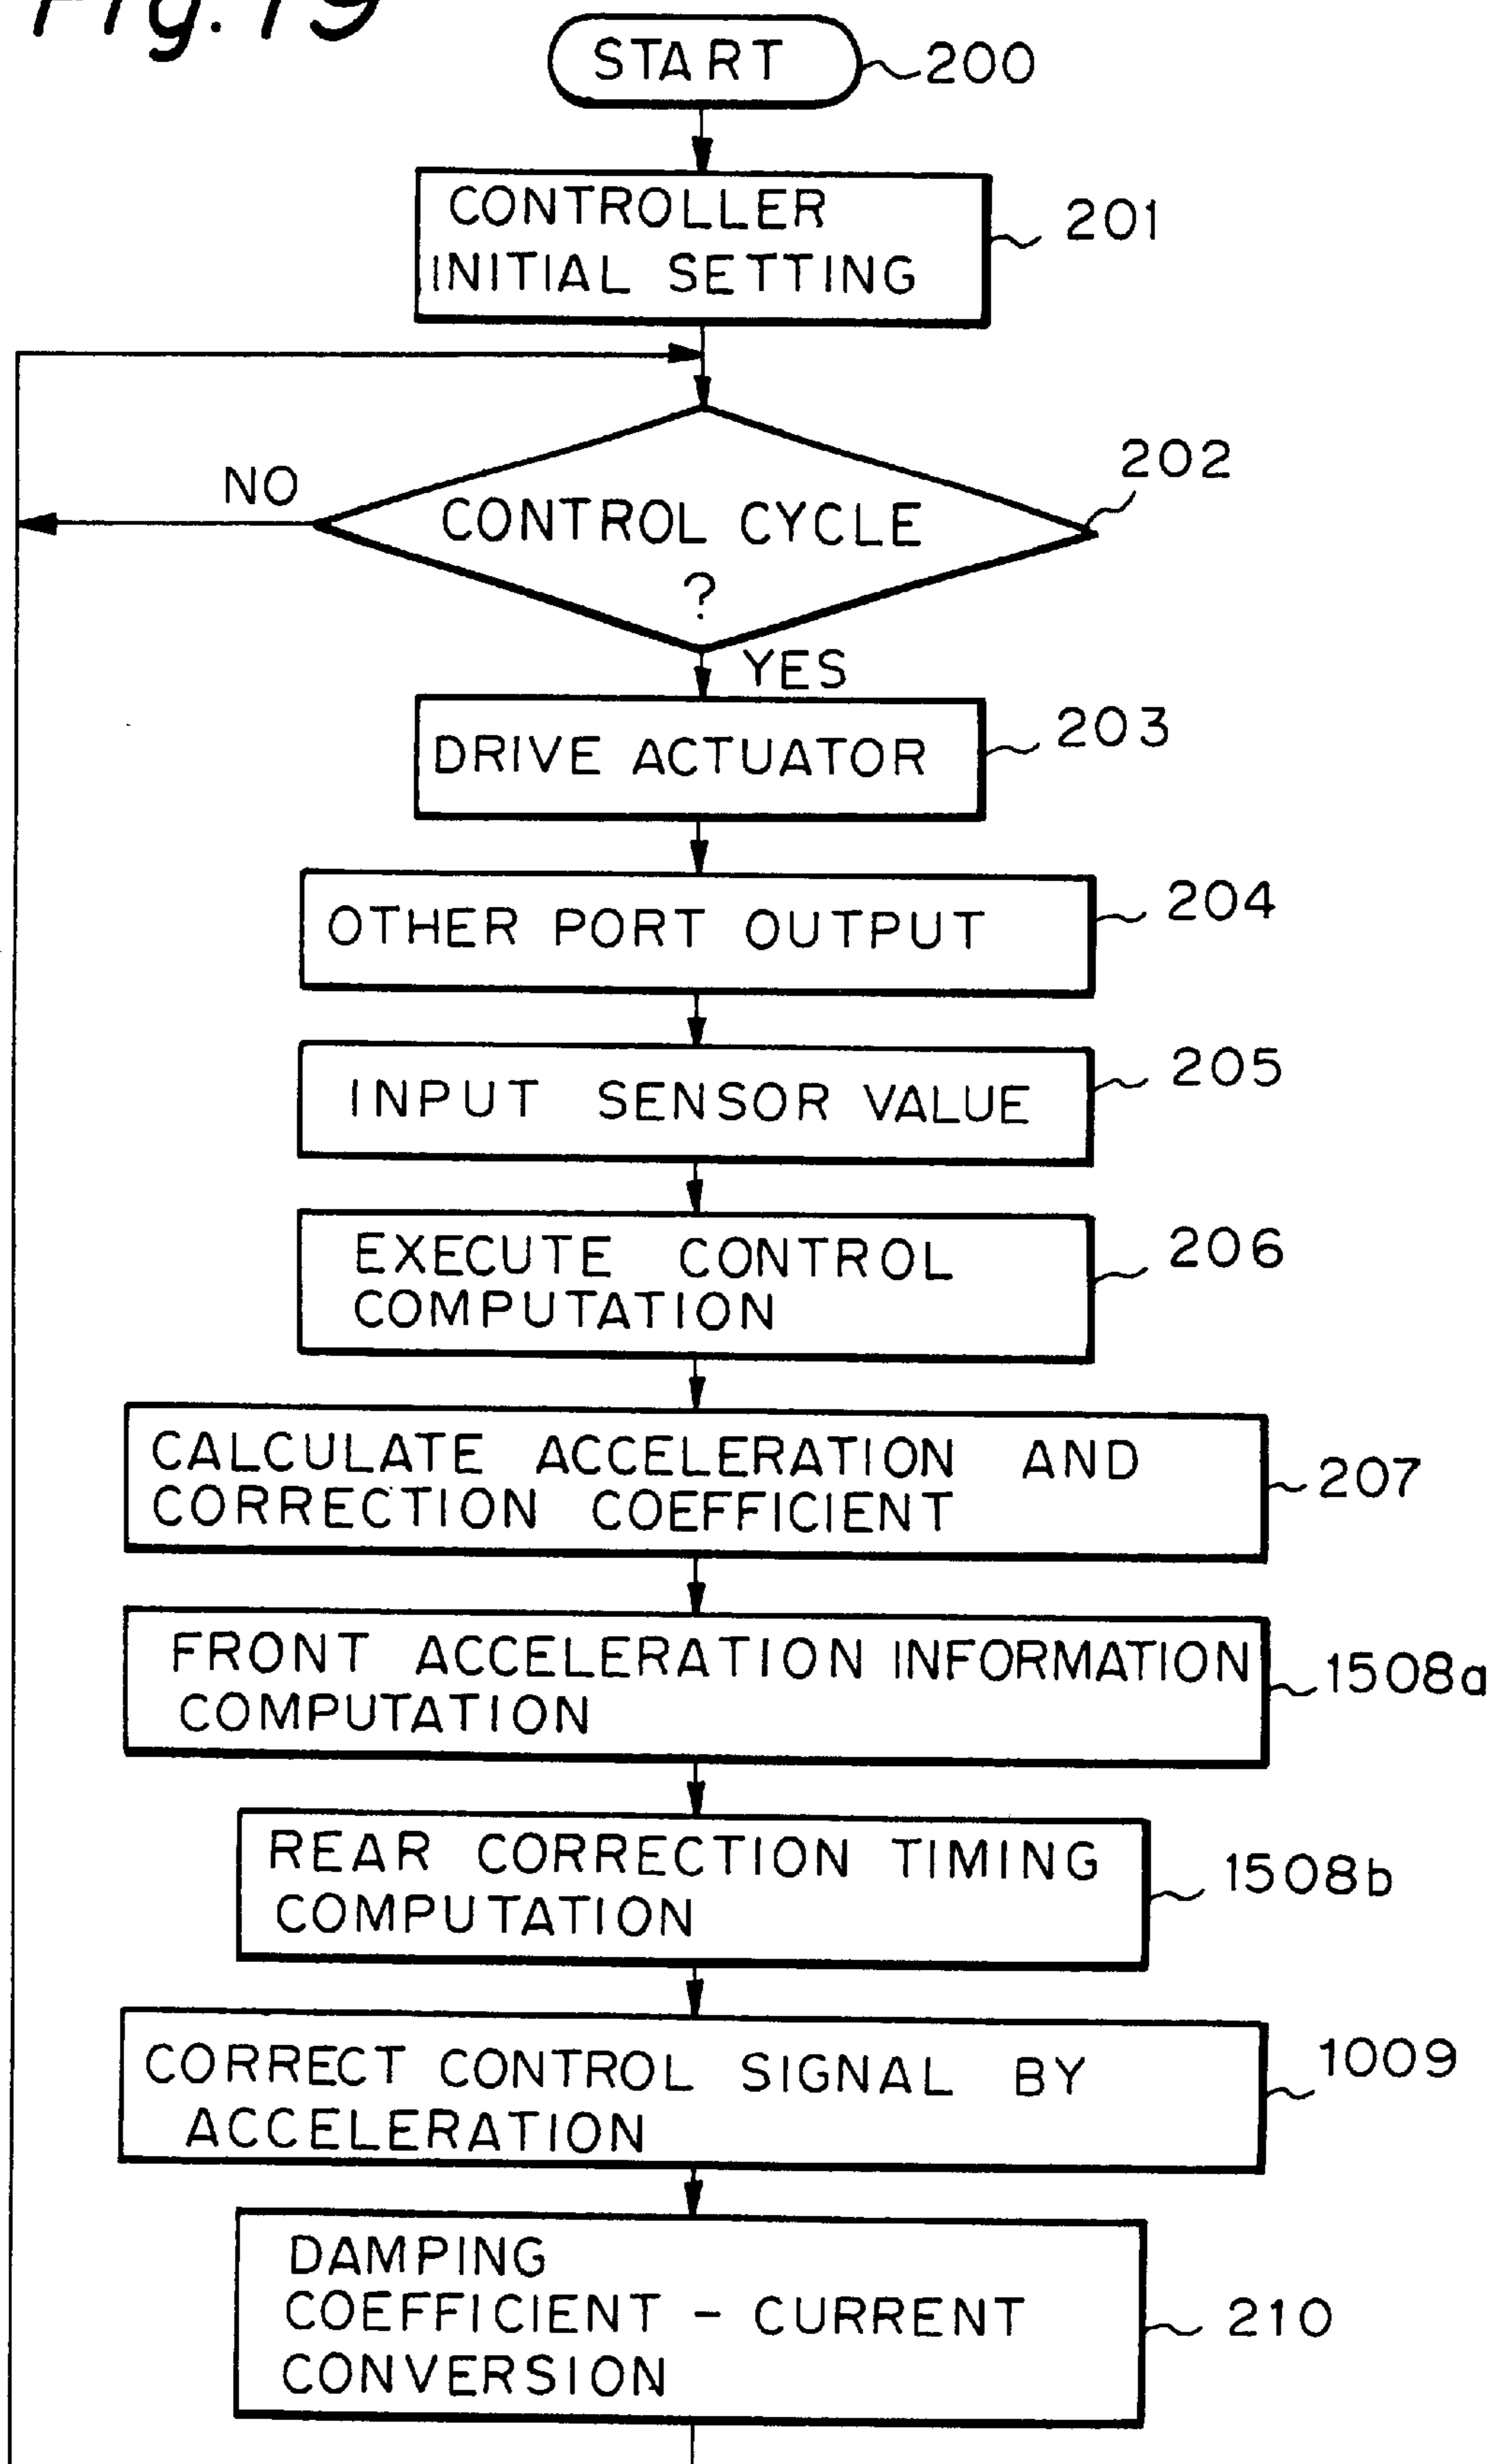 Fig. 19
START
200
CONTROLLER
INITIAL SETTING
201
NO
CONTROL CYCLE
?
202
YES
DRIVE ACTUATOR
203
OTHER PORT OUTPUT
204
INPUT SENSOR VALUE
205
EXECUTE CONTROL
COMPUTATION
206
CALCULATE ACCELERATION AND
CORRECTION COEFFICIENT
207
FRONT ACCELERATION INFORMATION
COMPUTATION
1508a
REAR CORRECTION TIMING
COMPUTATION
1508b
CORRECT CONTROL SIGNAL BY
ACCELERATION
1009
DAMPING
COEFFICIENT - CURRENT
CONVERSION
210